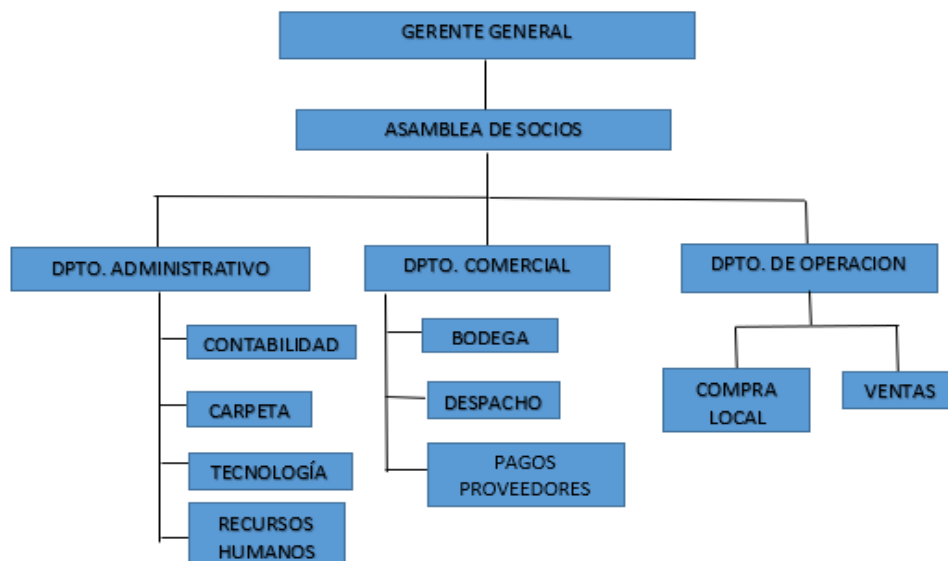 GERENTE GENERAL
ASAMBLEA DE SOCIOS
DPTO. ADMINISTRATIVO
CONTABILIDAD
CARPETA
TECNOLOGÍA
RECURSOS
HUMANOS
DPTO. COMERCIAL
BODEGA
DESPACHO
PAGOS
PROVEEDORES
DPTO. DE OPERACION
COMPRA
LOCAL
VENTAS